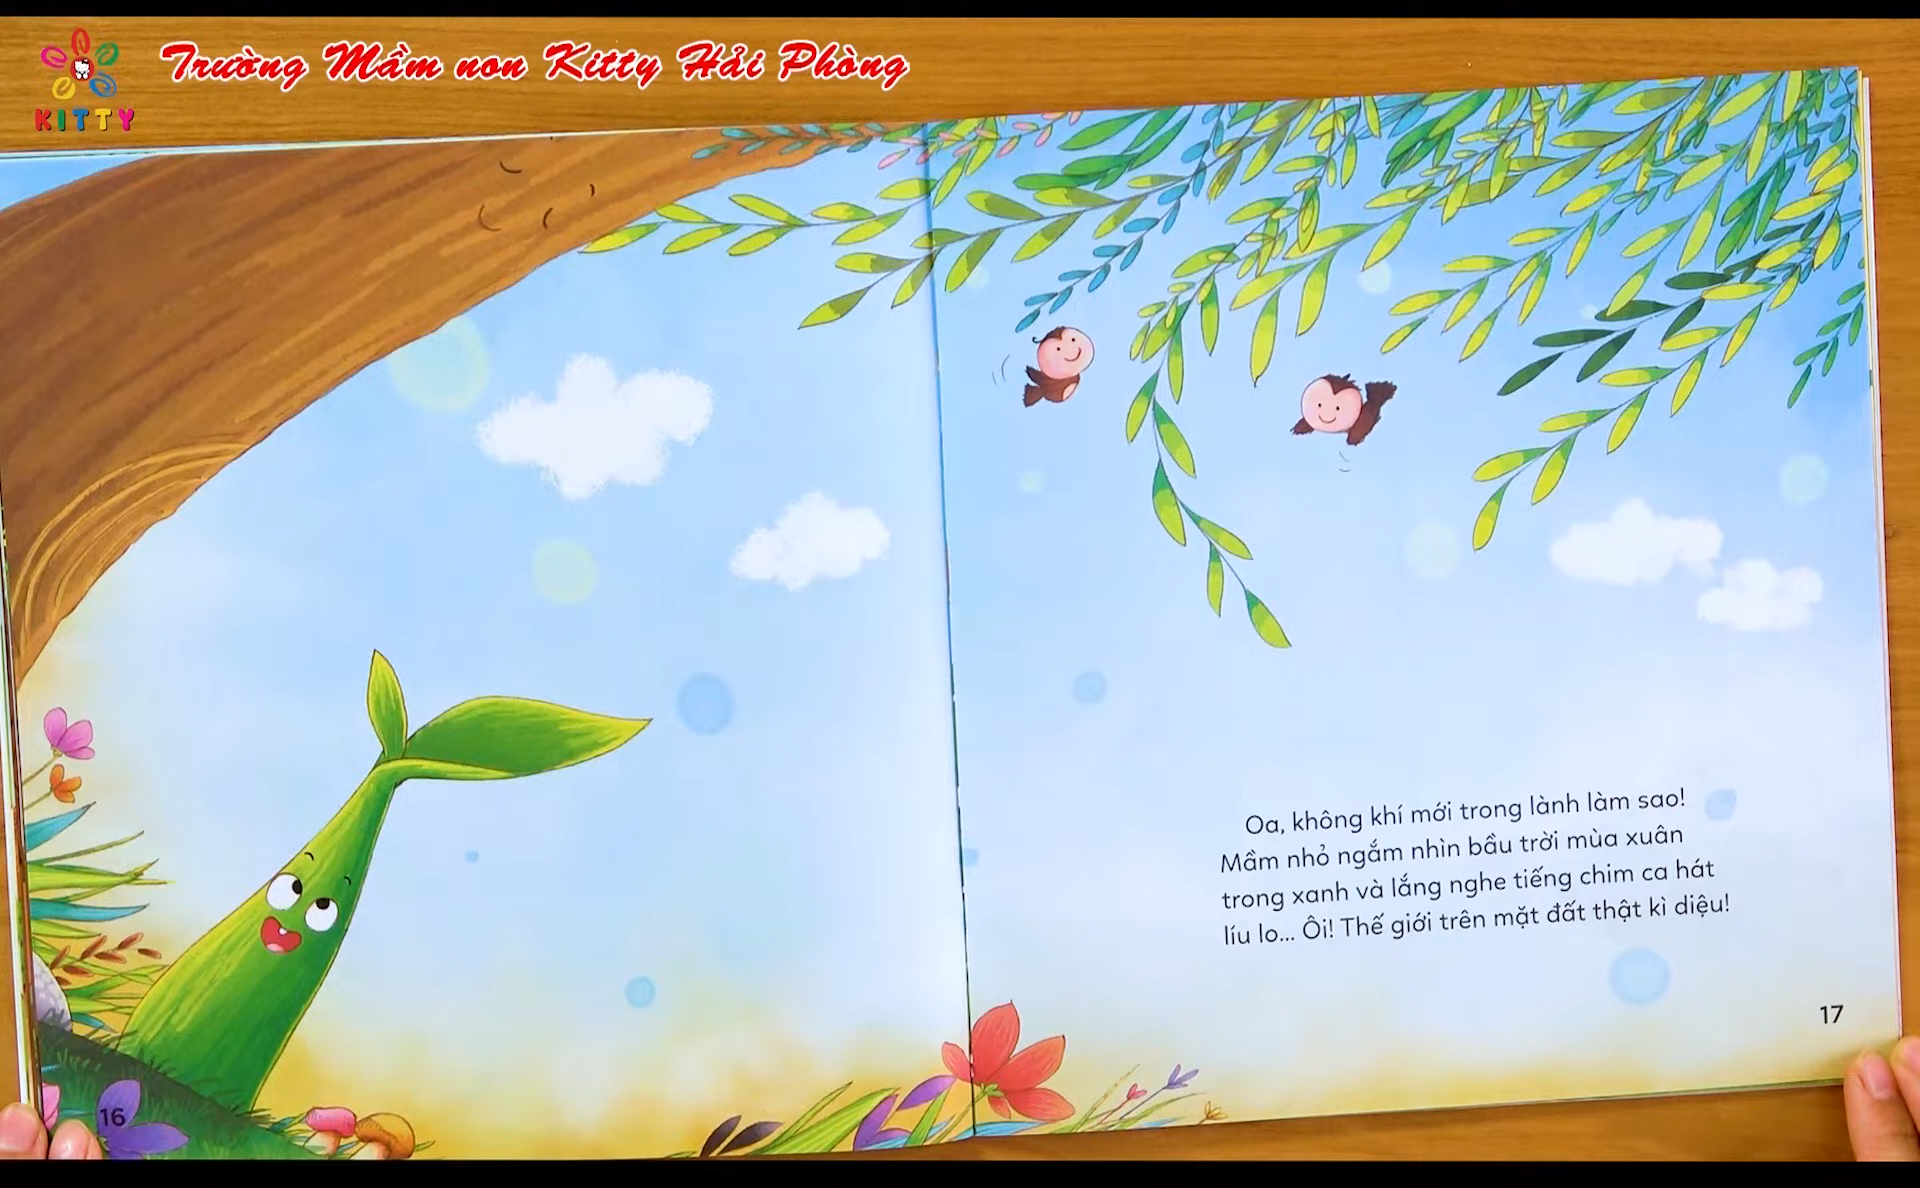 Trường Mầm non Kitty Hải Phòng
KITTY
Oa, không khí mới trong lành làm sao!
Mầm nhỏ ngắm nhìn bầu trời mùa xuân
trong xanh và lắng nghe tiếng chim ca hát
líu lo... Ôi! Thế giới trên mặt đất thật kì diệu!
16
17